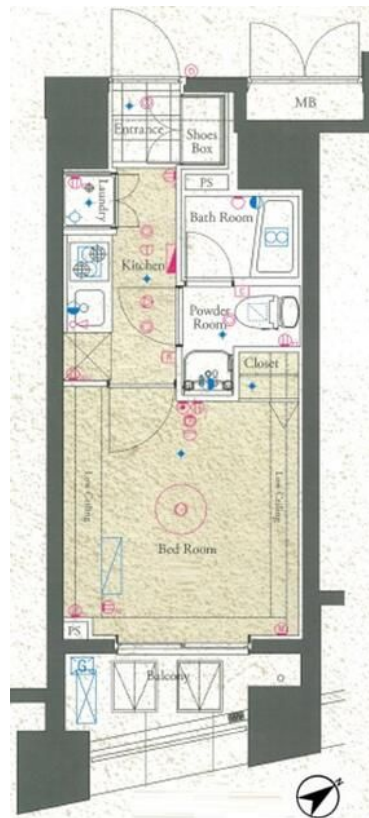 MB
Entrance
Shoes
Box
PS
Laundry
Bath Room
Kitchen
Powder
Room
Closet
Low Ceiling
Low Ceiling
Bed Room
PS
G
Balcony
N